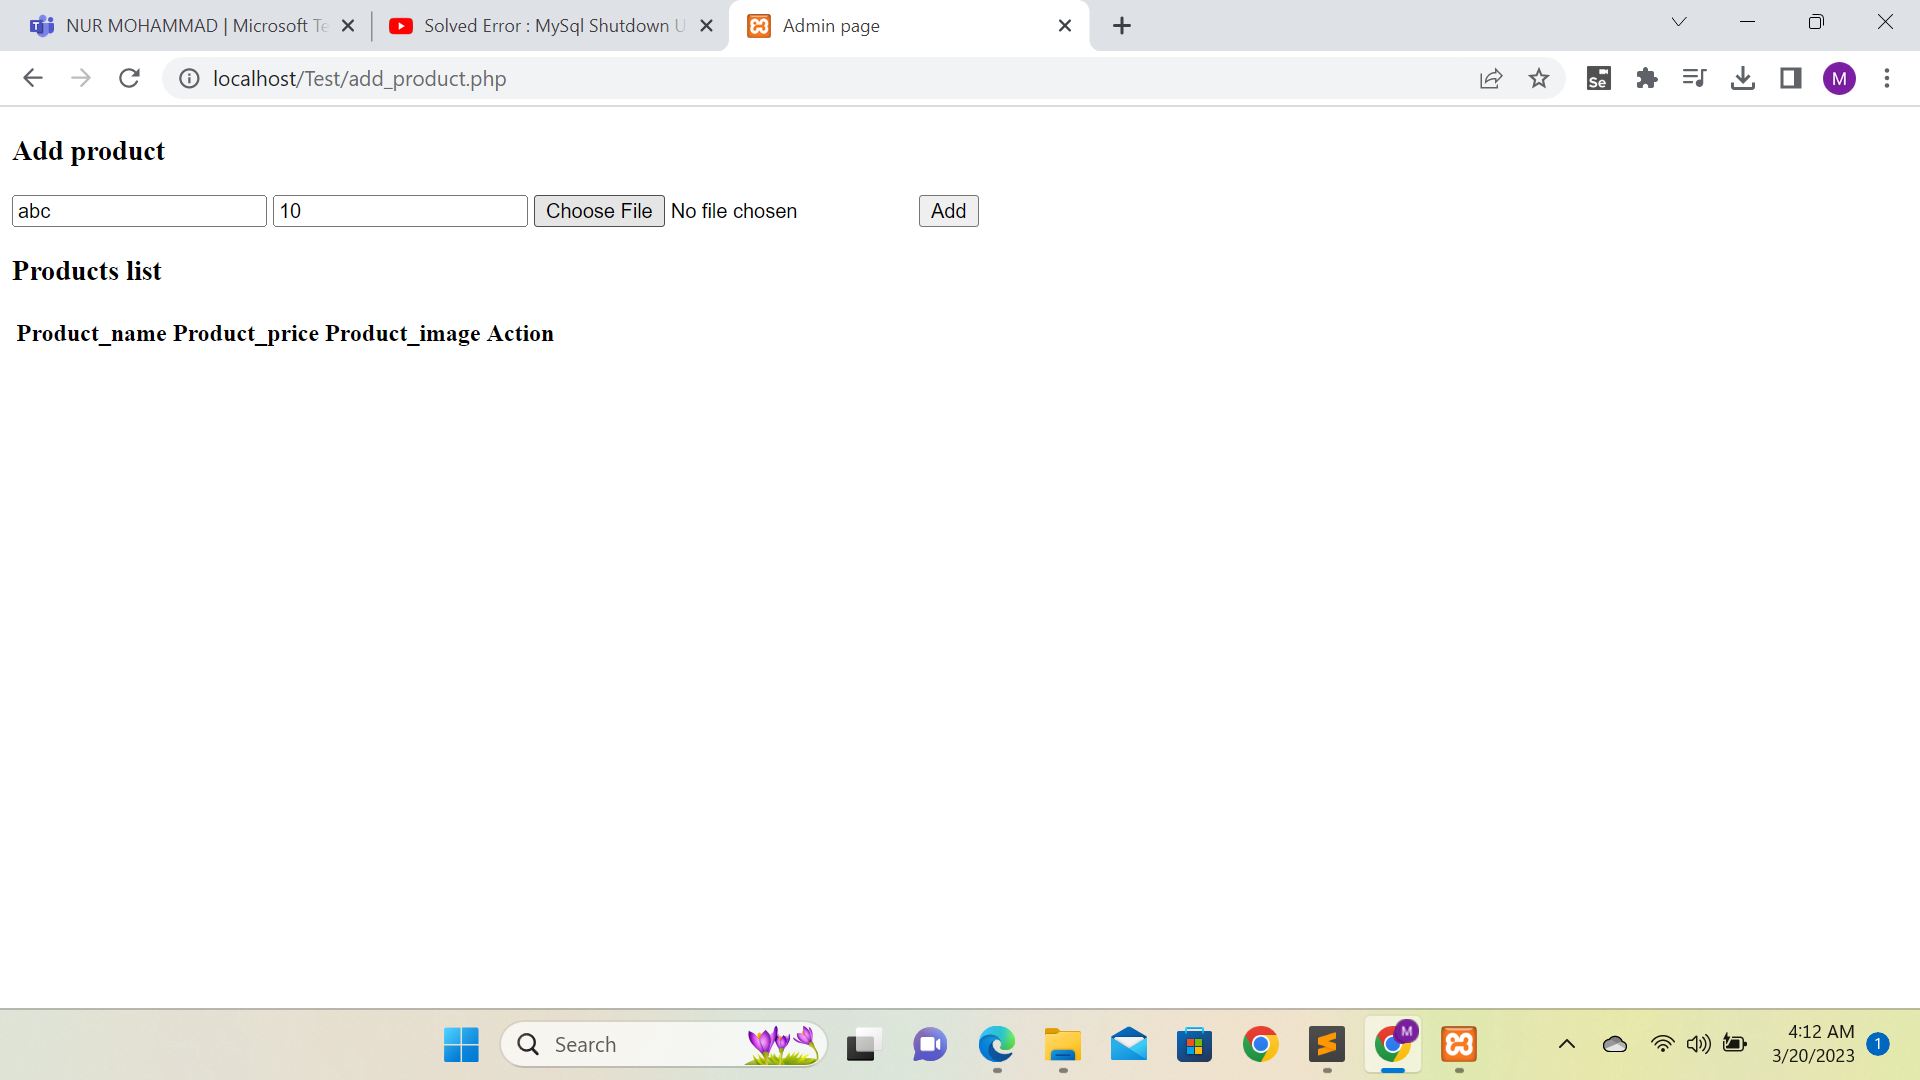 NUR MOHAMMAD | Microsoft Te
Solved Error : MySql Shutdown U
Admin page
localhost/Test/add_product.php
Se
M
Add product
abc
10
Choose File No file chosen
Add
Products list
Product_name Product_price Product_image Action
Search
M
4:12 AM
3/20/2023
1